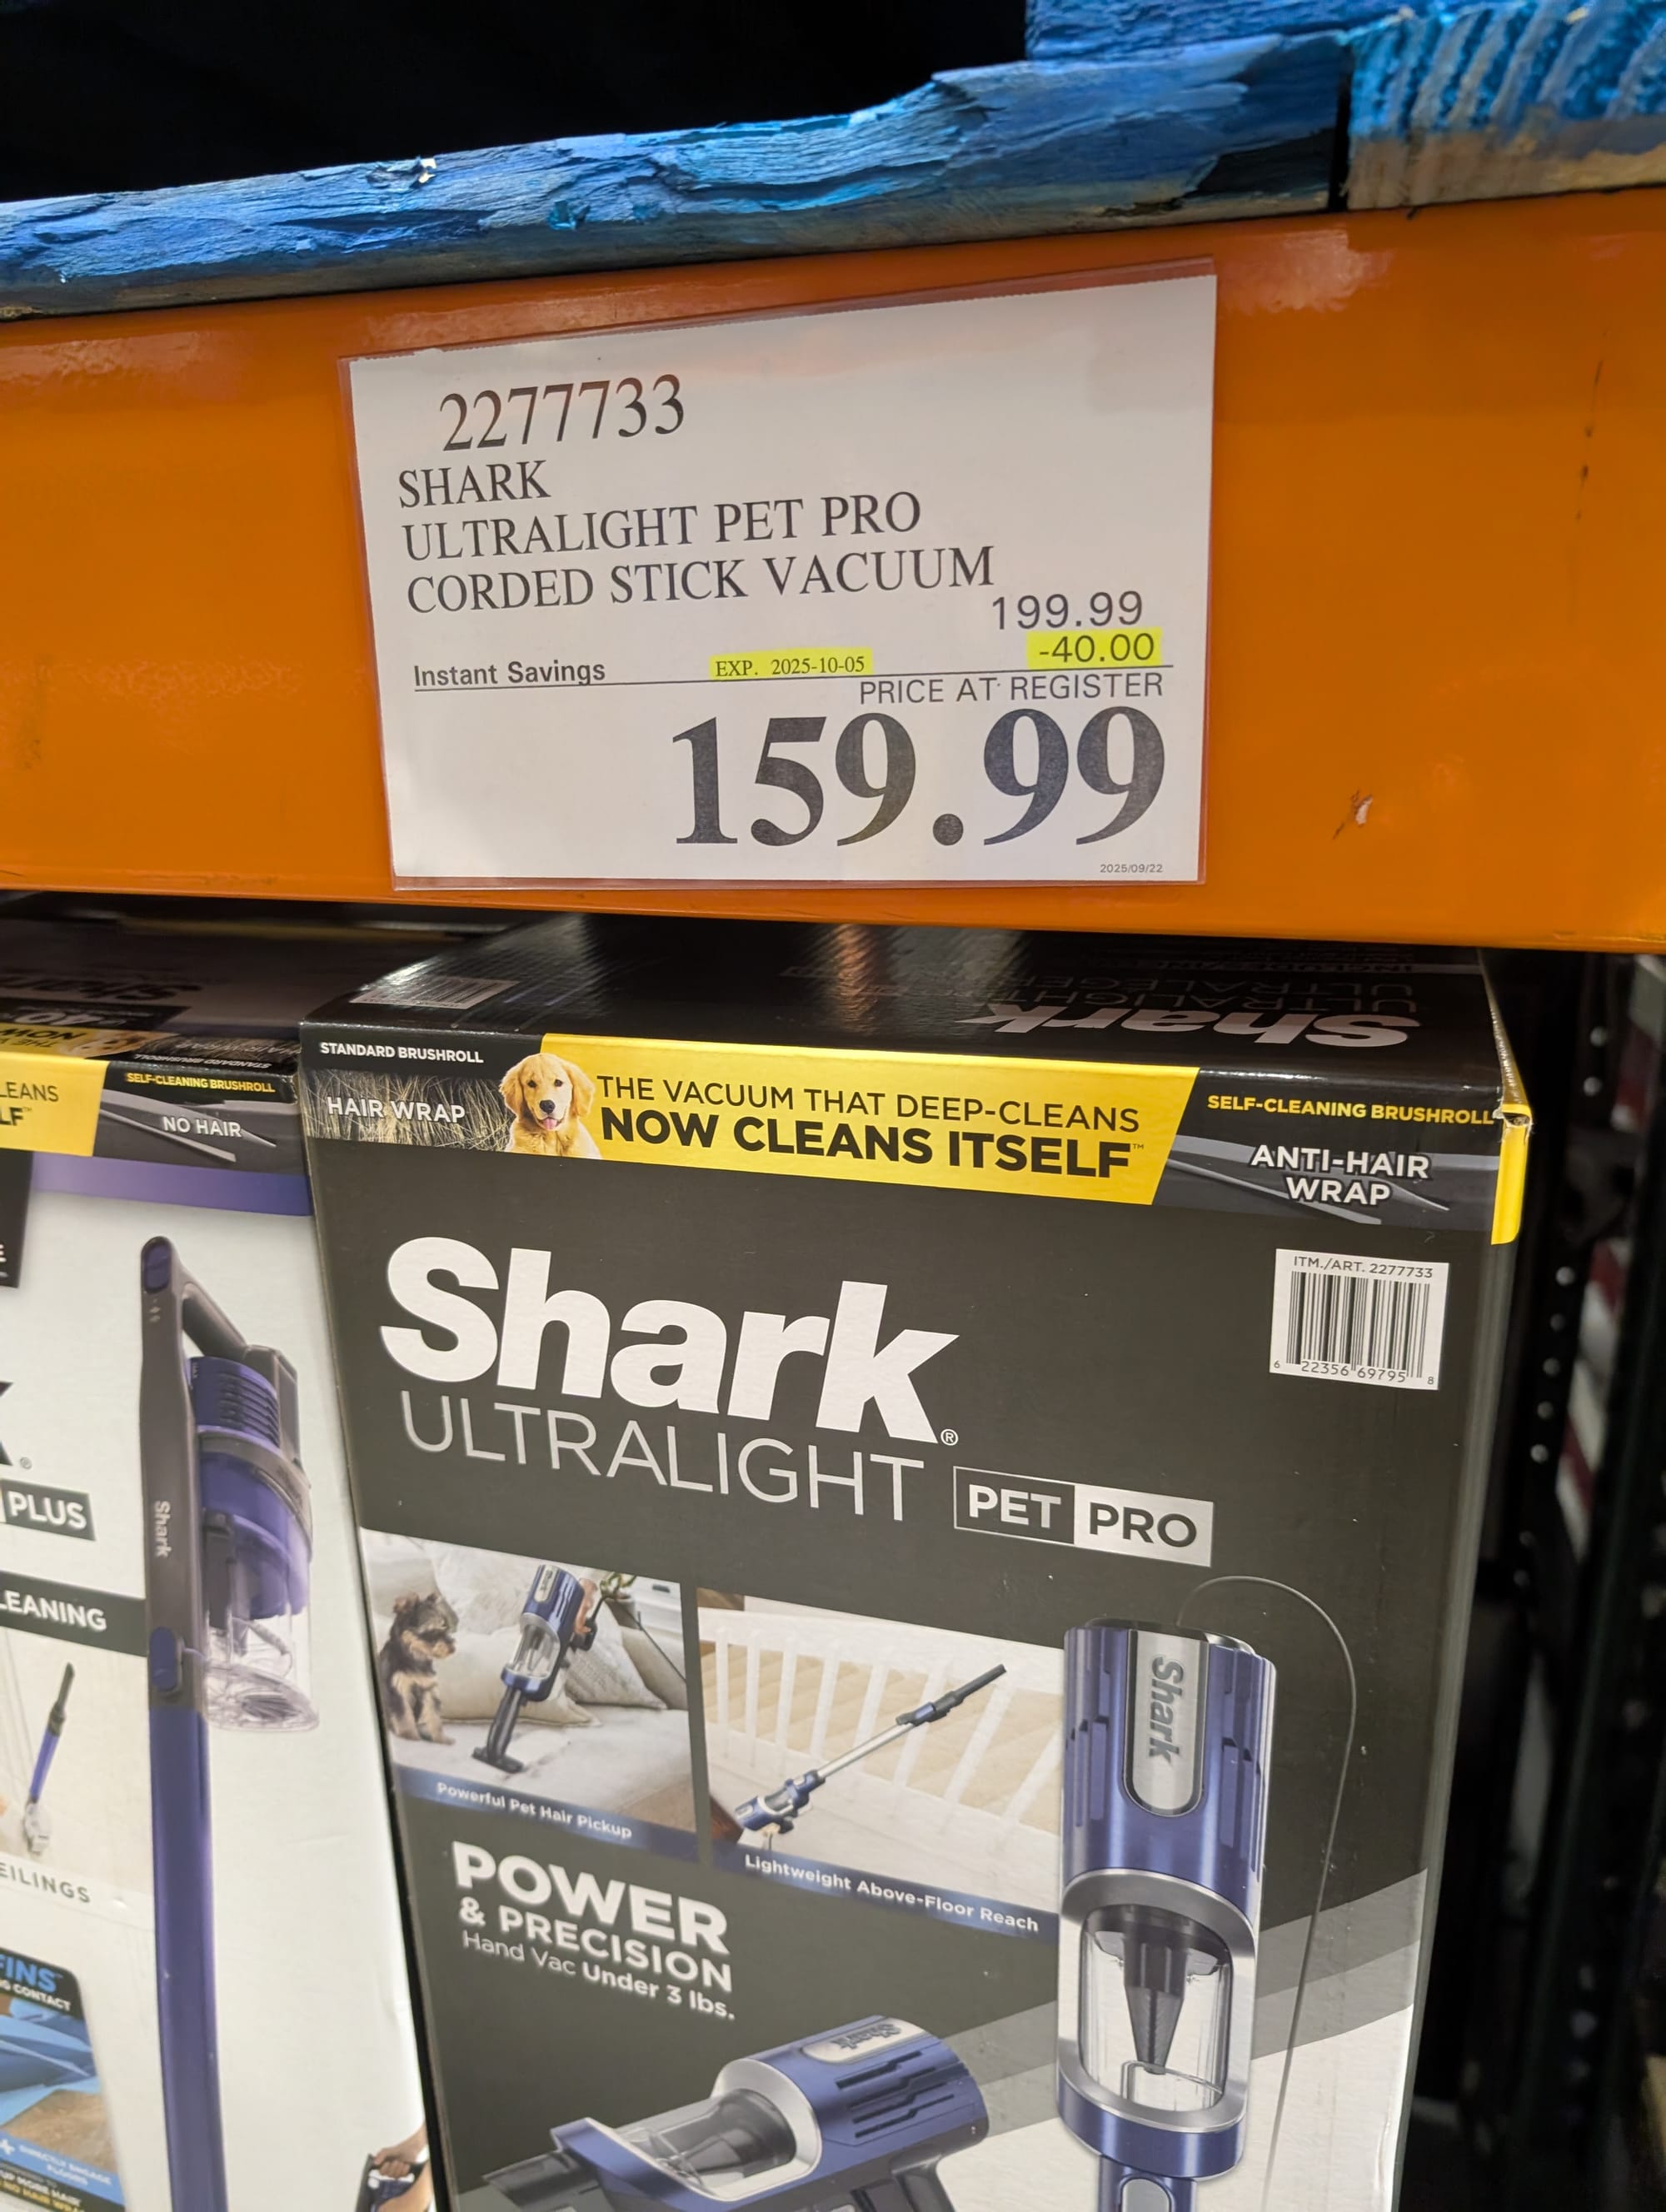 2277733
SHARK
ULTRALIGHT PET PRO
CORDED STICK VACUUM
199.99
Instant Savings EXP. 2025-10-05 -40.00
PRICE AT REGISTER
159.99
2025/09/22
Shark
STANDARD BRUSHROLL
HAIR WRAP
THE VACUUM THAT DEEP-CLEANS
NOW CLEANS ITSELF™
SELF-CLEANING BRUSHROLL
ANTI-HAIR
WRAP
ITM./ART. 2277733
6 22356 69795 8
Shark®
ULTRALIGHT
PET PRO
Powerful Pet Hair Pickup
Lightweight Above-Floor Reach
Shark
POWER
& PRECISION
Hand Vac Under 3 lbs.
Shark
SELF-CLEANING BRUSHROLL
NO HAIR
PLUS
Shark